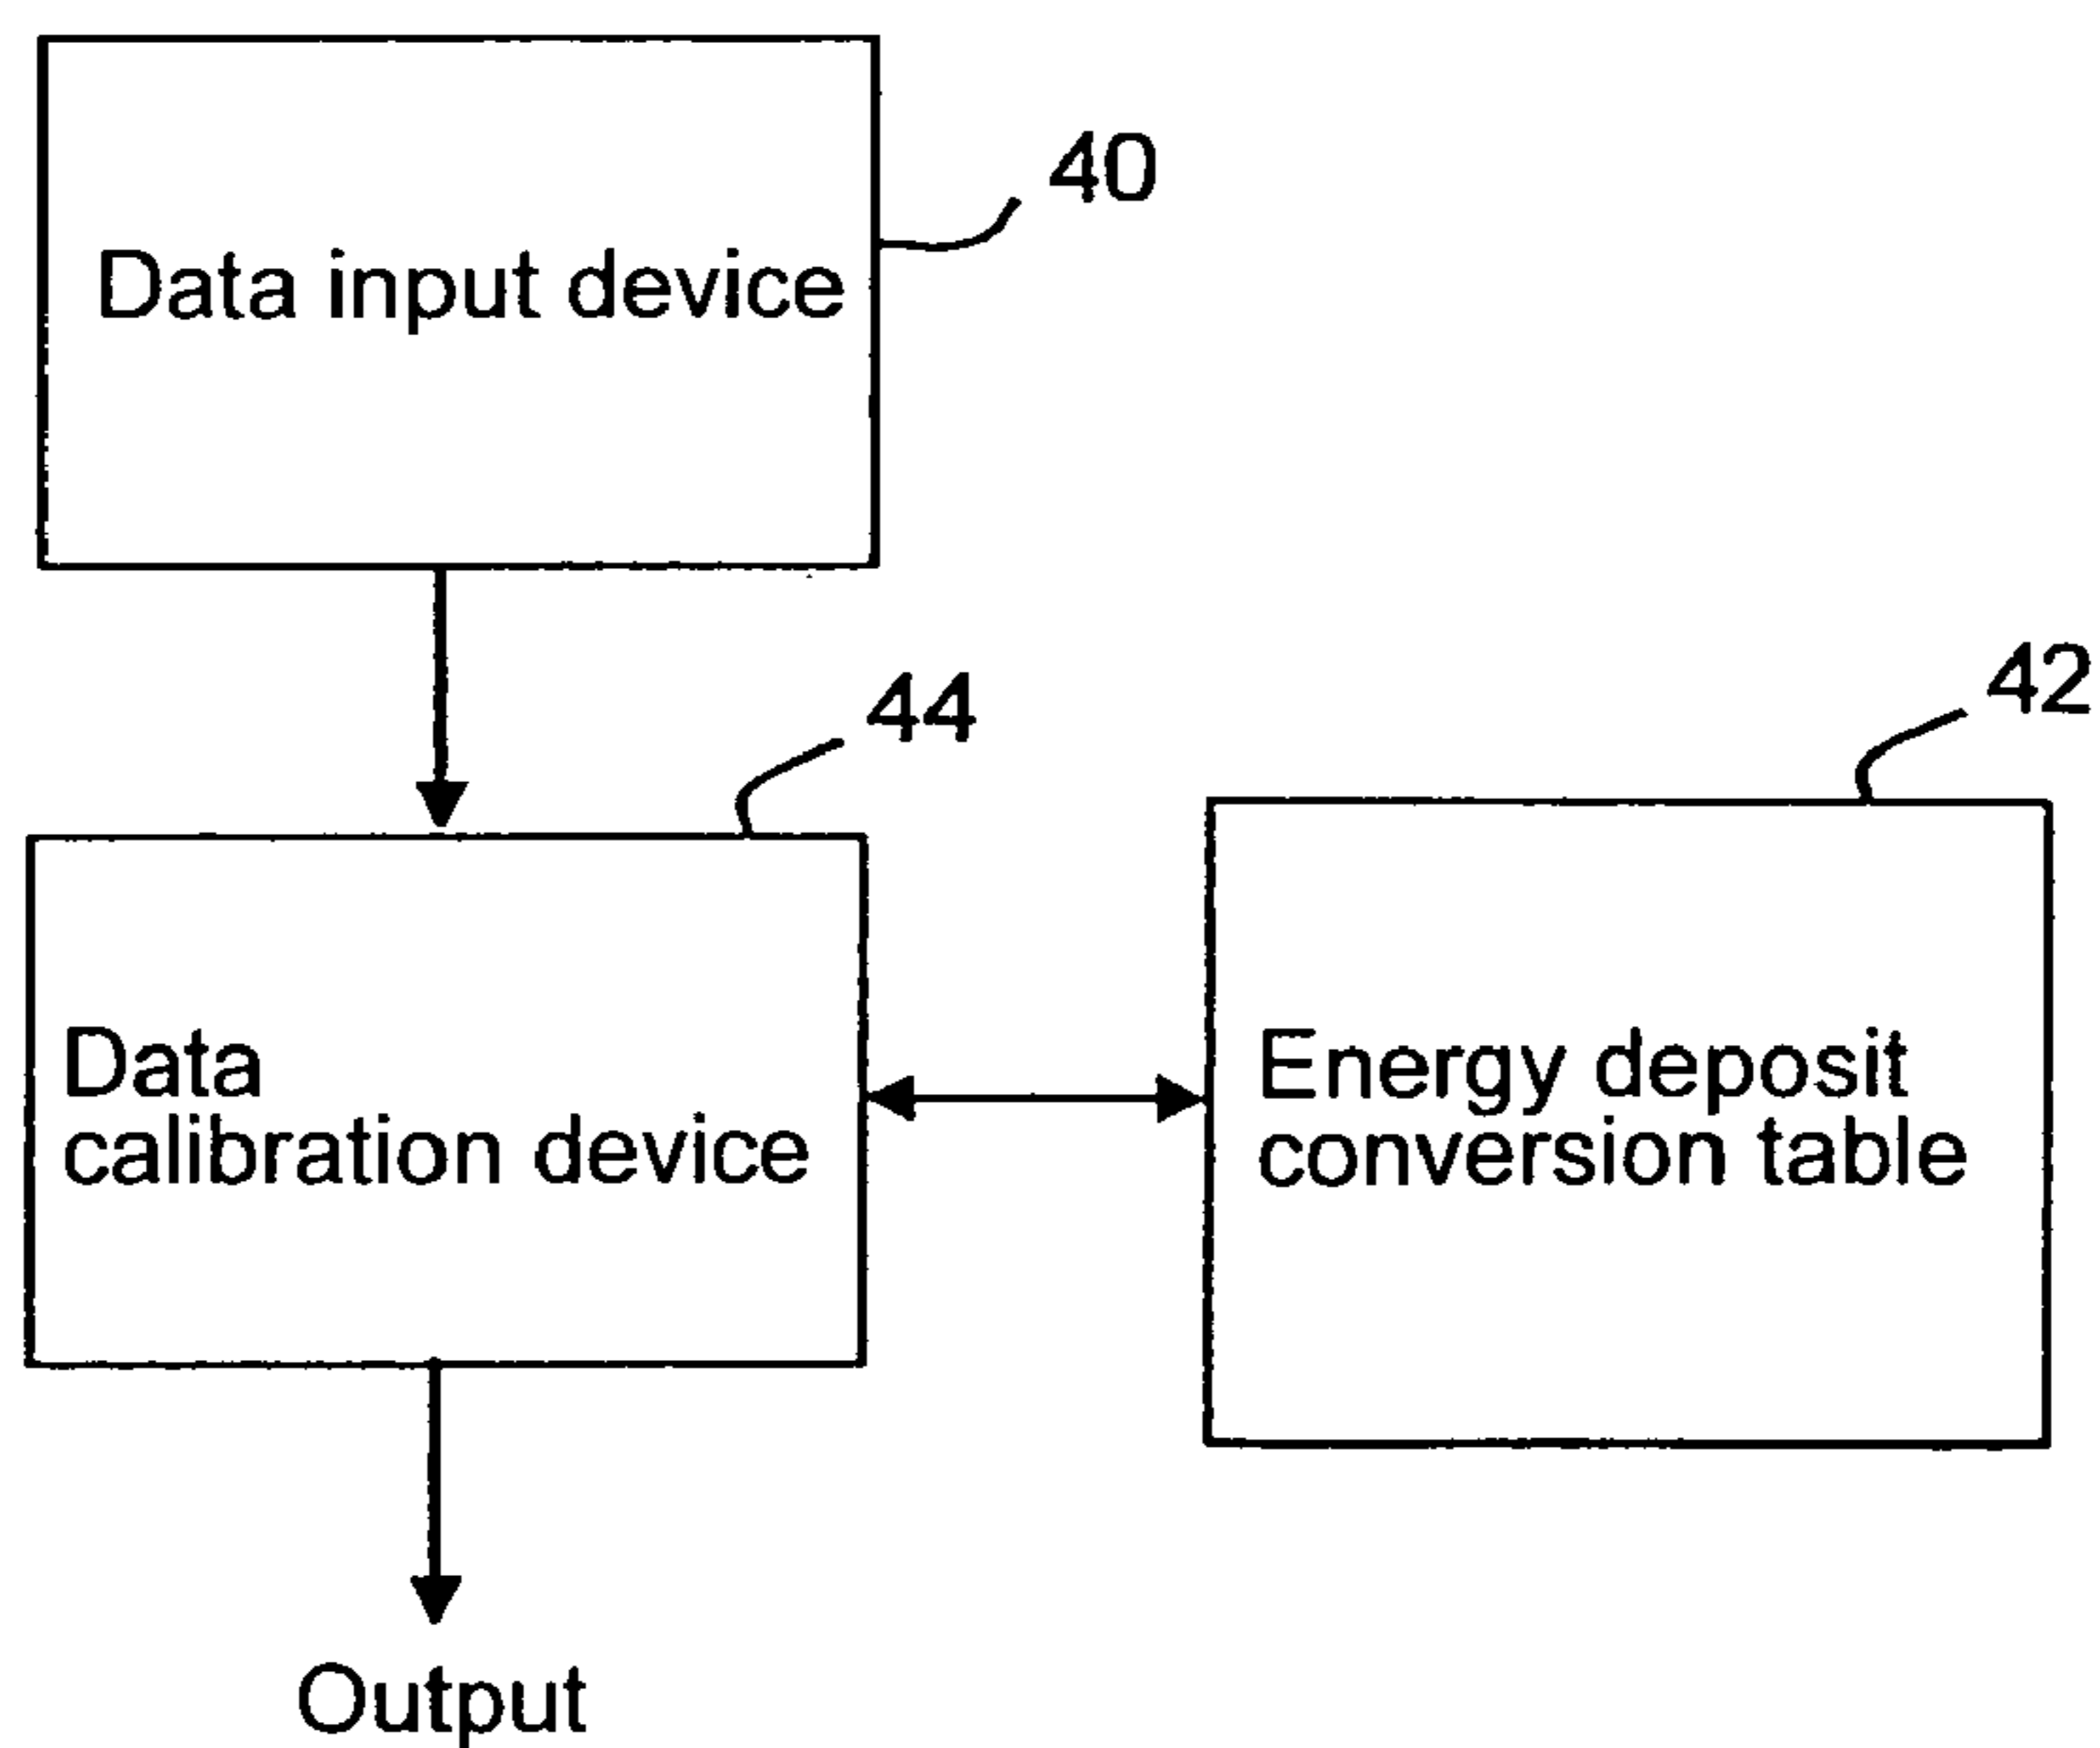 40
Data input device
44
42
Data
calibration device
Energy deposit
conversion table
Output